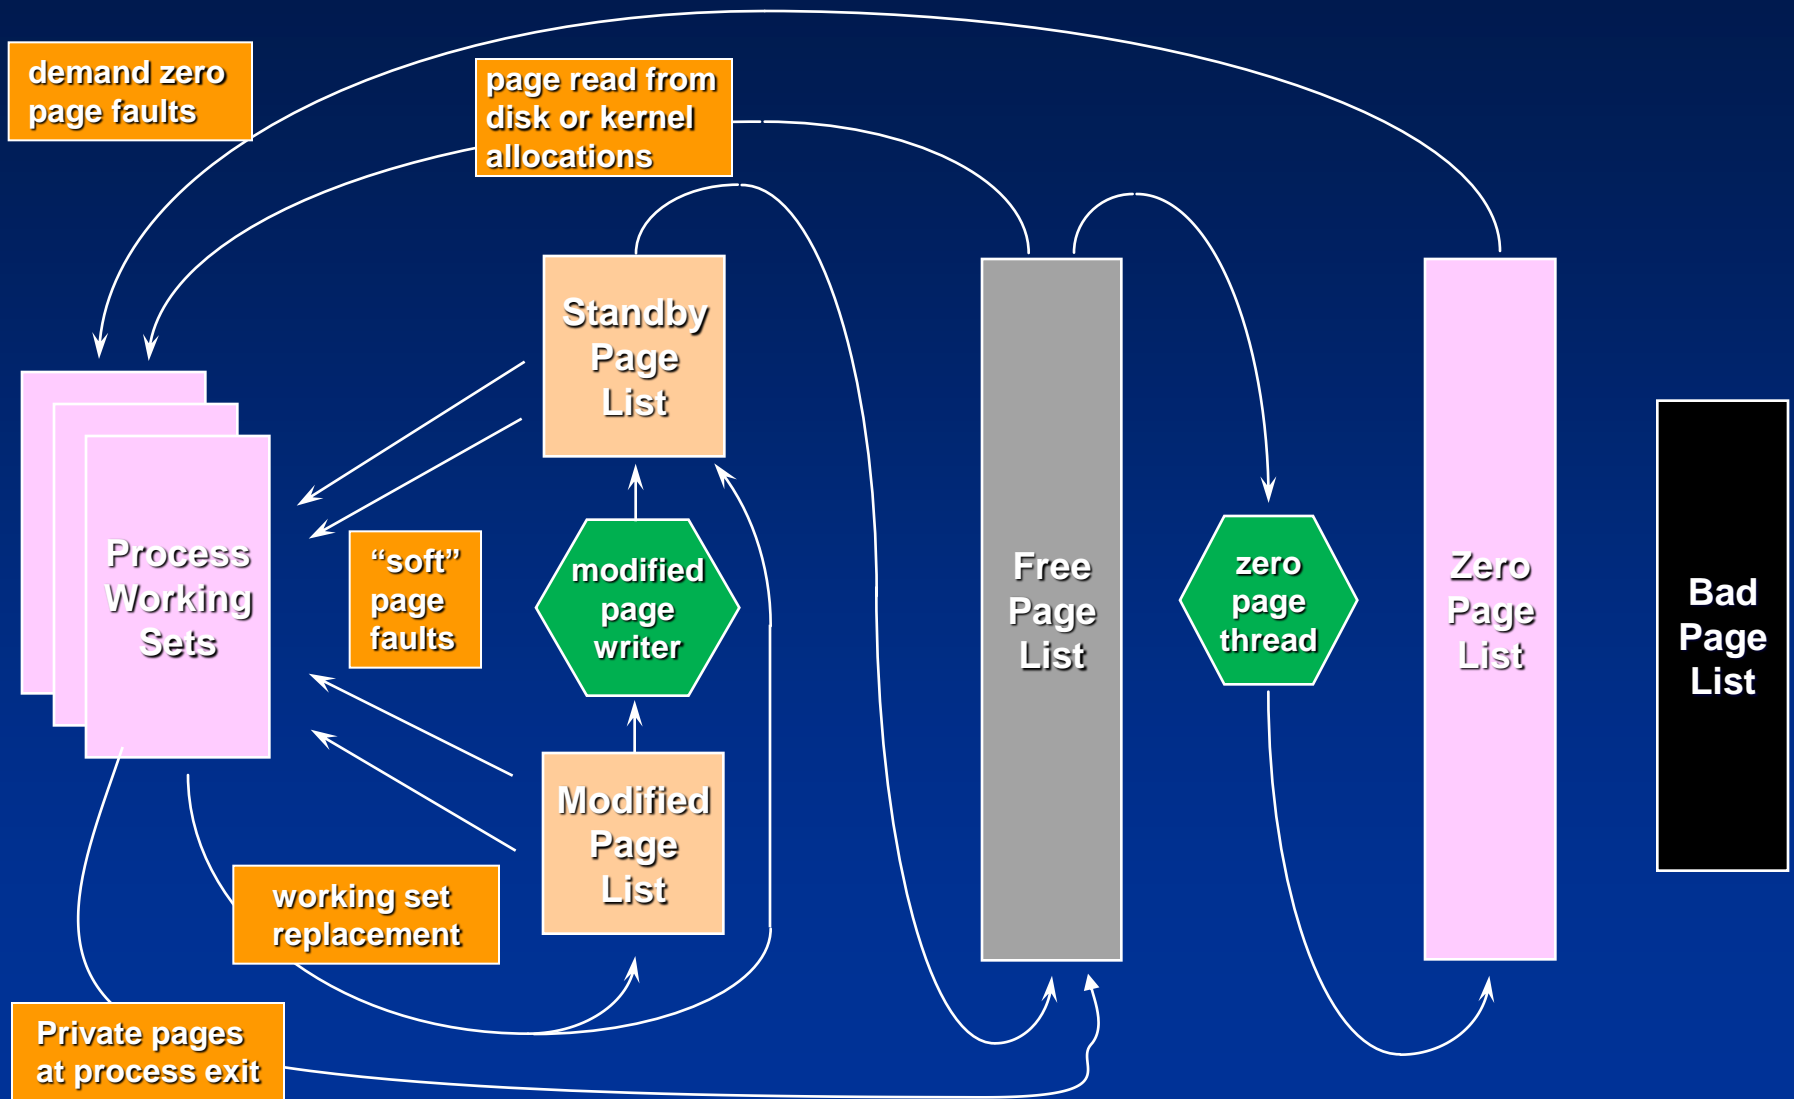 demand zero
page faults
page read from
disk or kernel
allocations
Standby
Page
List
Process
Working
Sets
“soft”
page
faults
modified
page
writer
Free
Page
List
zero
page
thread
Zero
Page
List
Bad
Page
List
Modified
Page
List
working set
replacement
Private pages
at process exit